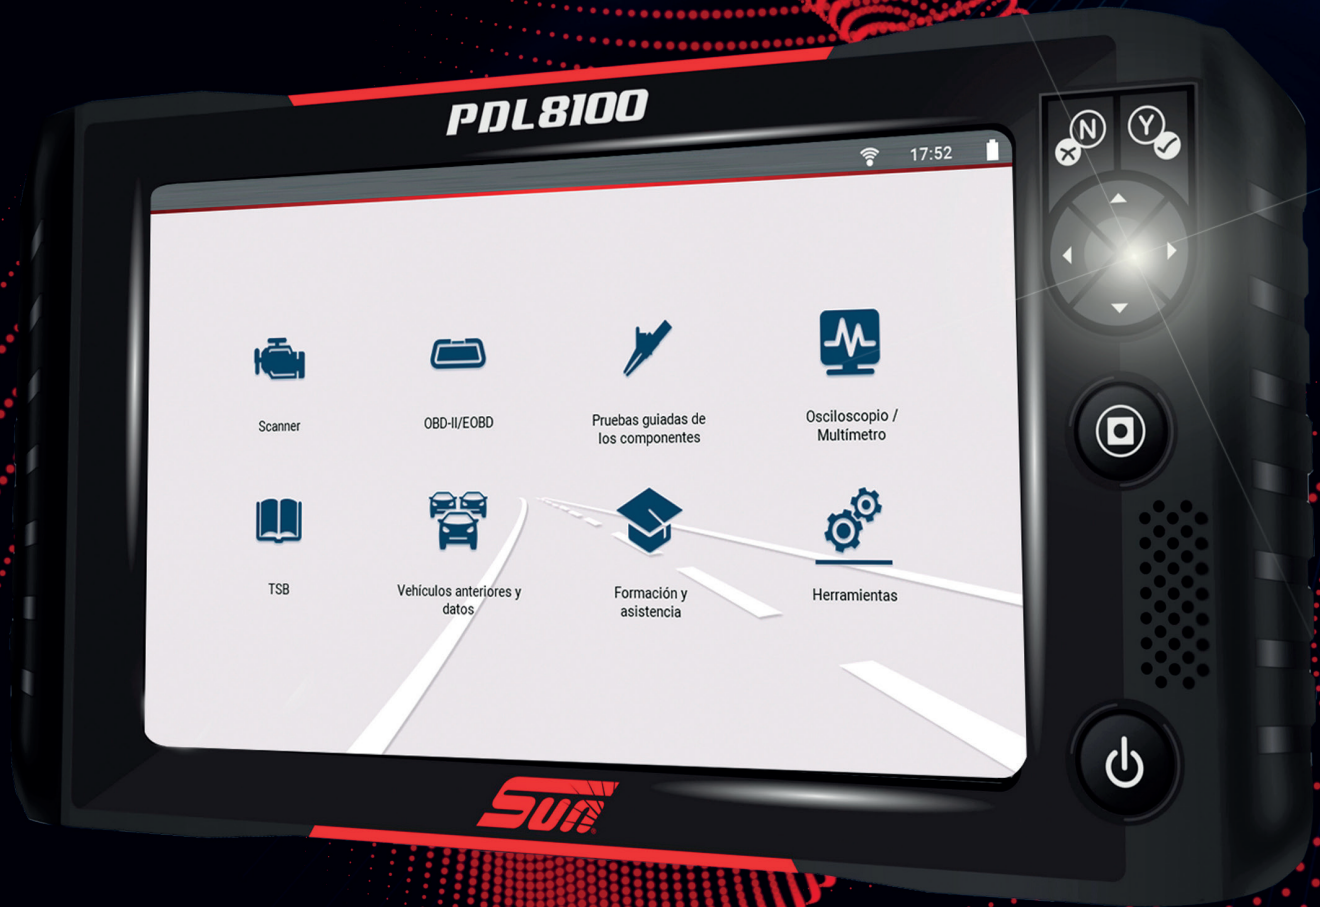 PDL8100
17:52
N
Y
Scanner
OBD-II/EOBD
Pruebas guiadas de
los componentes
Osciloscopio /
Multímetro
TSB
Vehículos anteriores y
datos
Formación y
asistencia
Herramientas
Sun